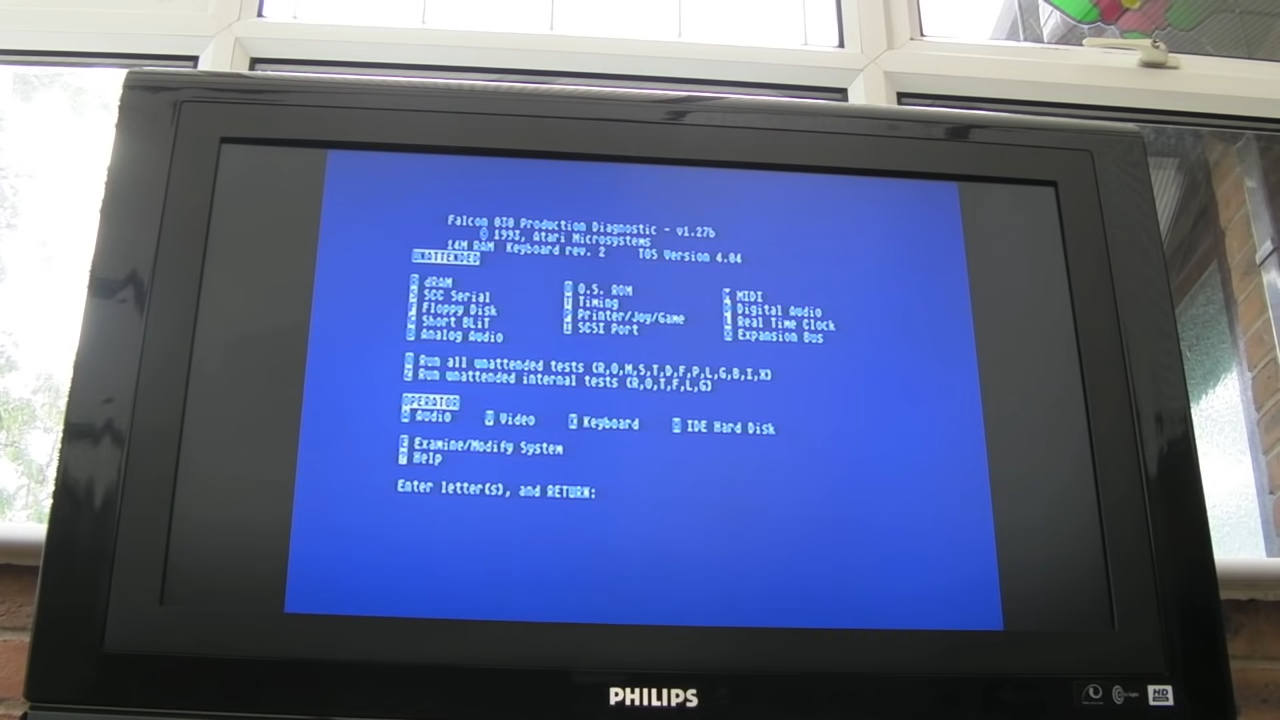 Falcon 030 Production Diagnostic - v1.27b
© 1993, Atari Microsystems
14M RAM Keyboard rev. 2 TOS Version 4.04
UNATTENDED
R dRAM O O.S. ROM M MIDI
S SCC Serial T Timing D Digital Audio
F Floppy Disk P Printer/Joy/Game L Real Time Clock
G Short BLiT I SCSI Port X Expansion Bus
B Analog Audio
Q Run all unattended tests (R,O,M,S,T,D,F,P,L,G,B,I,X)
Z Run unattended internal tests (R,O,T,F,L,G)
OPERATOR
A Audio V Video K Keyboard H IDE Hard Disk
E Examine/Modify System
? Help
Enter letter(s), and RETURN:
PHILIPS
HD